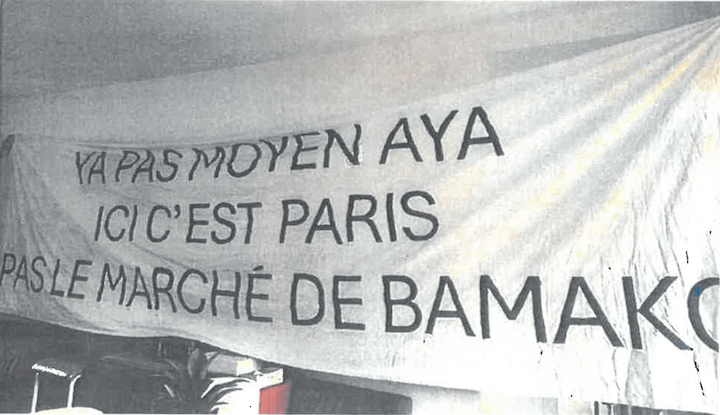 YA PAS MOYEN AYA
ICI C'EST PARIS
PAS LE MARCHÉ DE BAMAKO